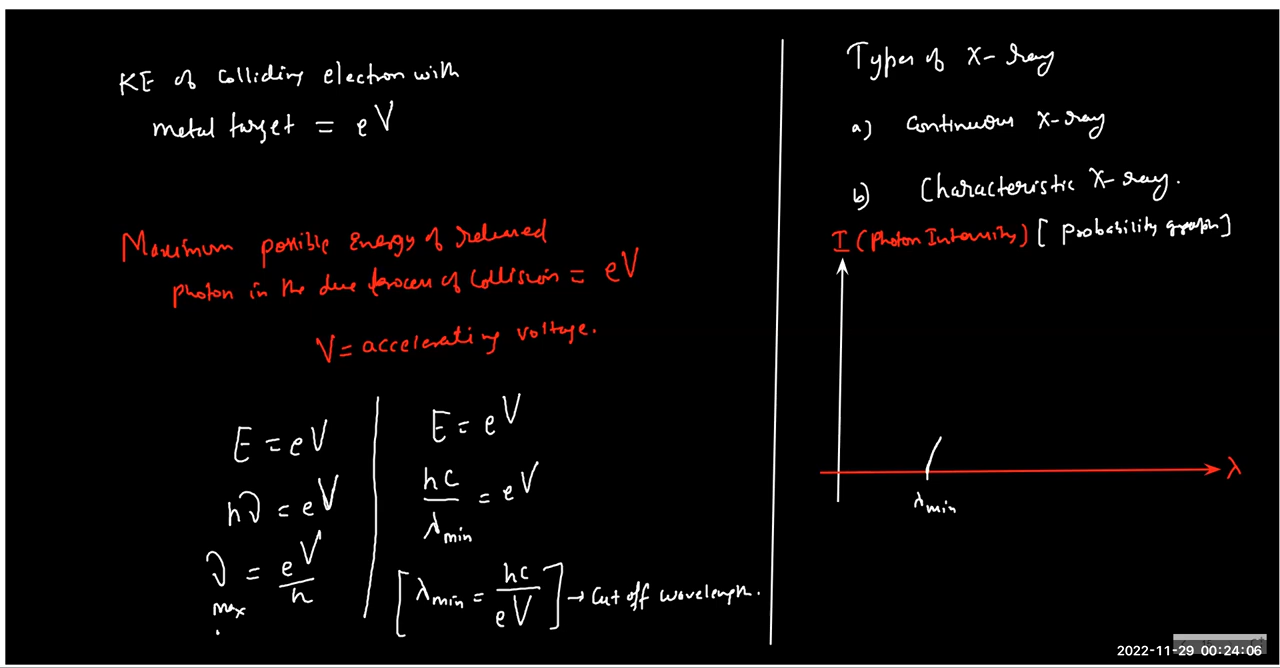 KE of colliding electron with
metal target = eV
Maximum possible energy of released
photon in the due process of collision = eV
V = accelerating voltage.
E = eV
hν = eV
ν max = eV/h
E = eV
hc/λmin = eV
[λmin = hc/eV] → Cut off wavelength.
Types of X-ray
a) Continuous X-ray
b) Characteristic X-ray.
I (Photon Intensity) [Probability graph]
λ
λmin
2022-11-29 00:24:06